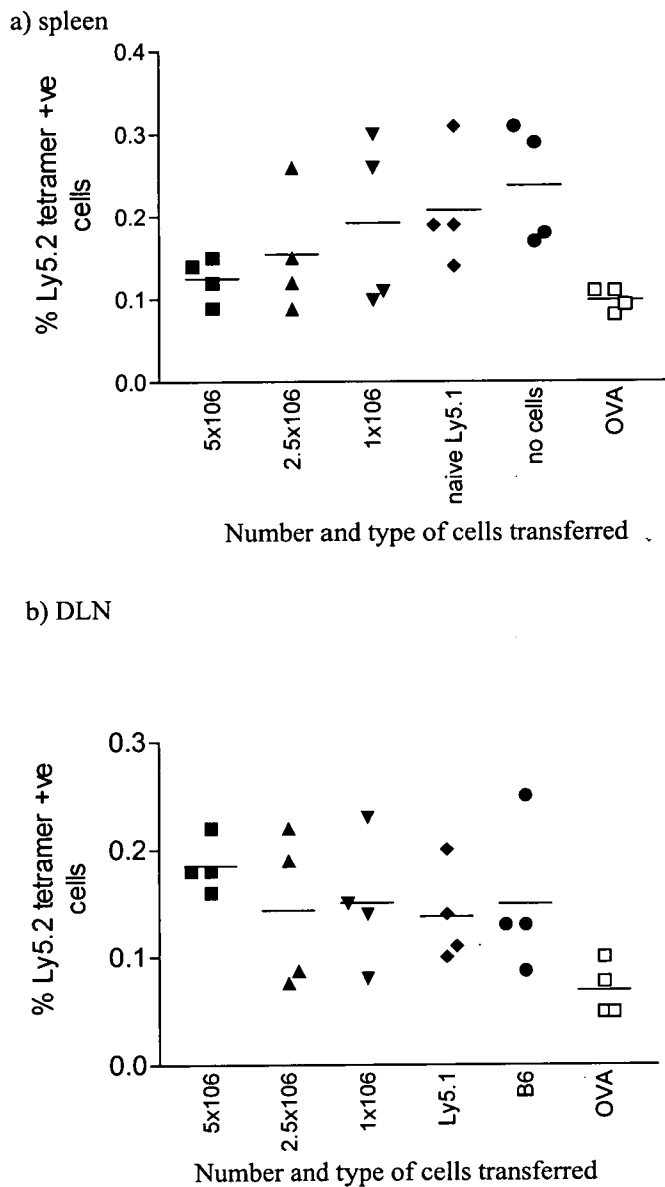 a) spleen
% Ly5.2 tetramer +ve
cells
0.4
0.3
0.2
0.1
0.0
5x106
2.5x106
1x106
naive Ly5.1
no cells
OVA
Number and type of cells transferred
b) DLN
% Ly5.2 tetramer +ve
cells
0.3
0.2
0.1
0.0
5x106
2.5x106
1x106
Ly5.1
B6
OVA
Number and type of cells transferred